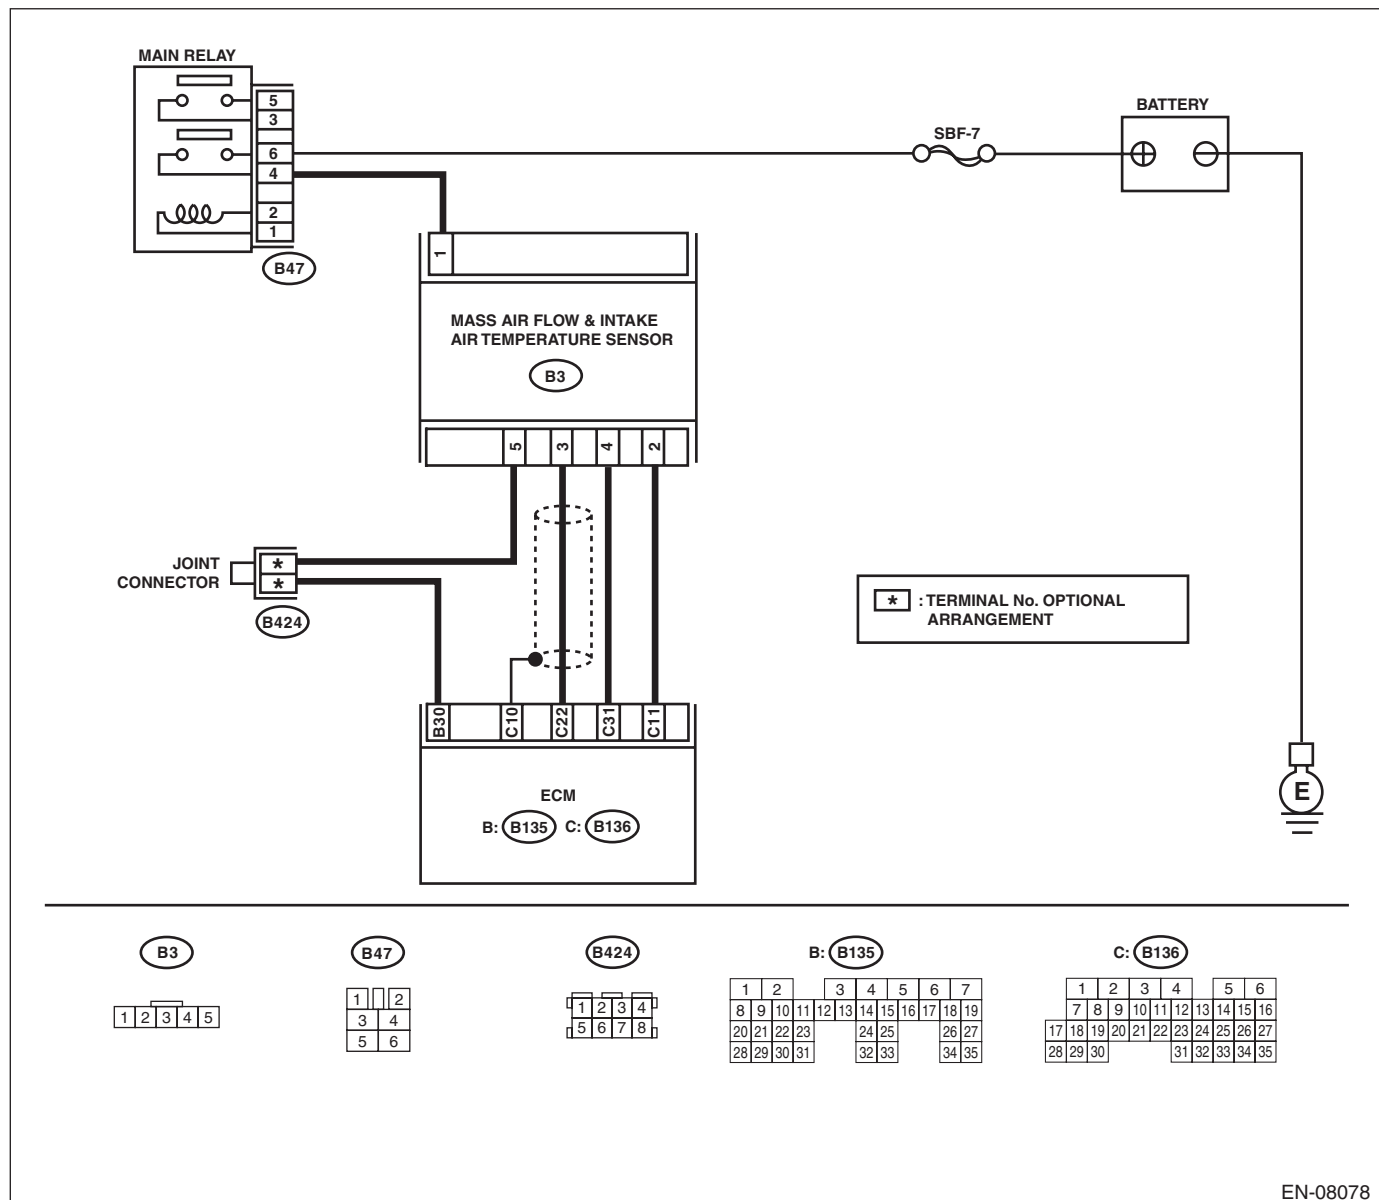 MAIN RELAY
5
3
6
4
2
1
B47
SBF-7
BATTERY
1
MASS AIR FLOW & INTAKE
AIR TEMPERATURE SENSOR
B3
5 3 4 2
JOINT
CONNECTOR
*
*
B424
* : TERMINAL No. OPTIONAL
ARRANGEMENT
B30 C10 C22 C31 C11
ECM
B: B135 C: B136
E
B3
1 2 3 4 5
B47
1 2
3 4
5 6
B424
1 2 3 4
5 6 7 8
B: B135
1 2 3 4 5 6 7
8 9 10 11 12 13 14 15 16 17 18 19
20 21 22 23 24 25 26 27
28 29 30 31 32 33 34 35
C: B136
1 2 3 4 5 6
7 8 9 10 11 12 13 14 15 16
17 18 19 20 21 22 23 24 25 26 27
28 29 30 31 32 33 34 35
EN-08078